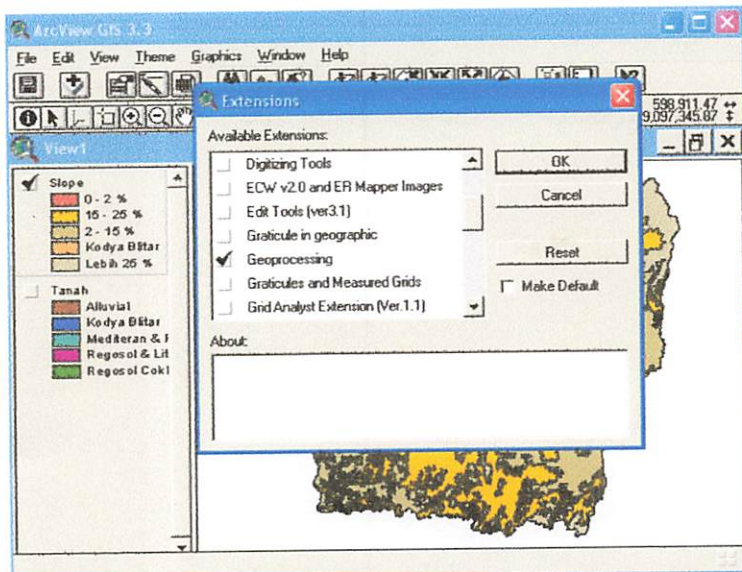 ArcView GIS 3.3
File Edit View Theme Graphics Window Help
598,911.47
9,097,345.87
View1
Slope
0 - 2 %
15 - 25 %
2 - 15 %
Kodya Blitar
Lebih 25 %
Tanah
Alluvial
Kodya Blitar
Mediteran &
Regosol & Lit
Regosol Cokl
Extensions
Available Extensions:
Digitizing Tools
ECW v2.0 and ER Mapper Images
Edit Tools (ver3.1)
Graticule in geographic
Geoprocessing
Graticules and Measured Grids
Grid Analyst Extension (Ver.1.1)
OK
Cancel
Reset
Make Default
About: